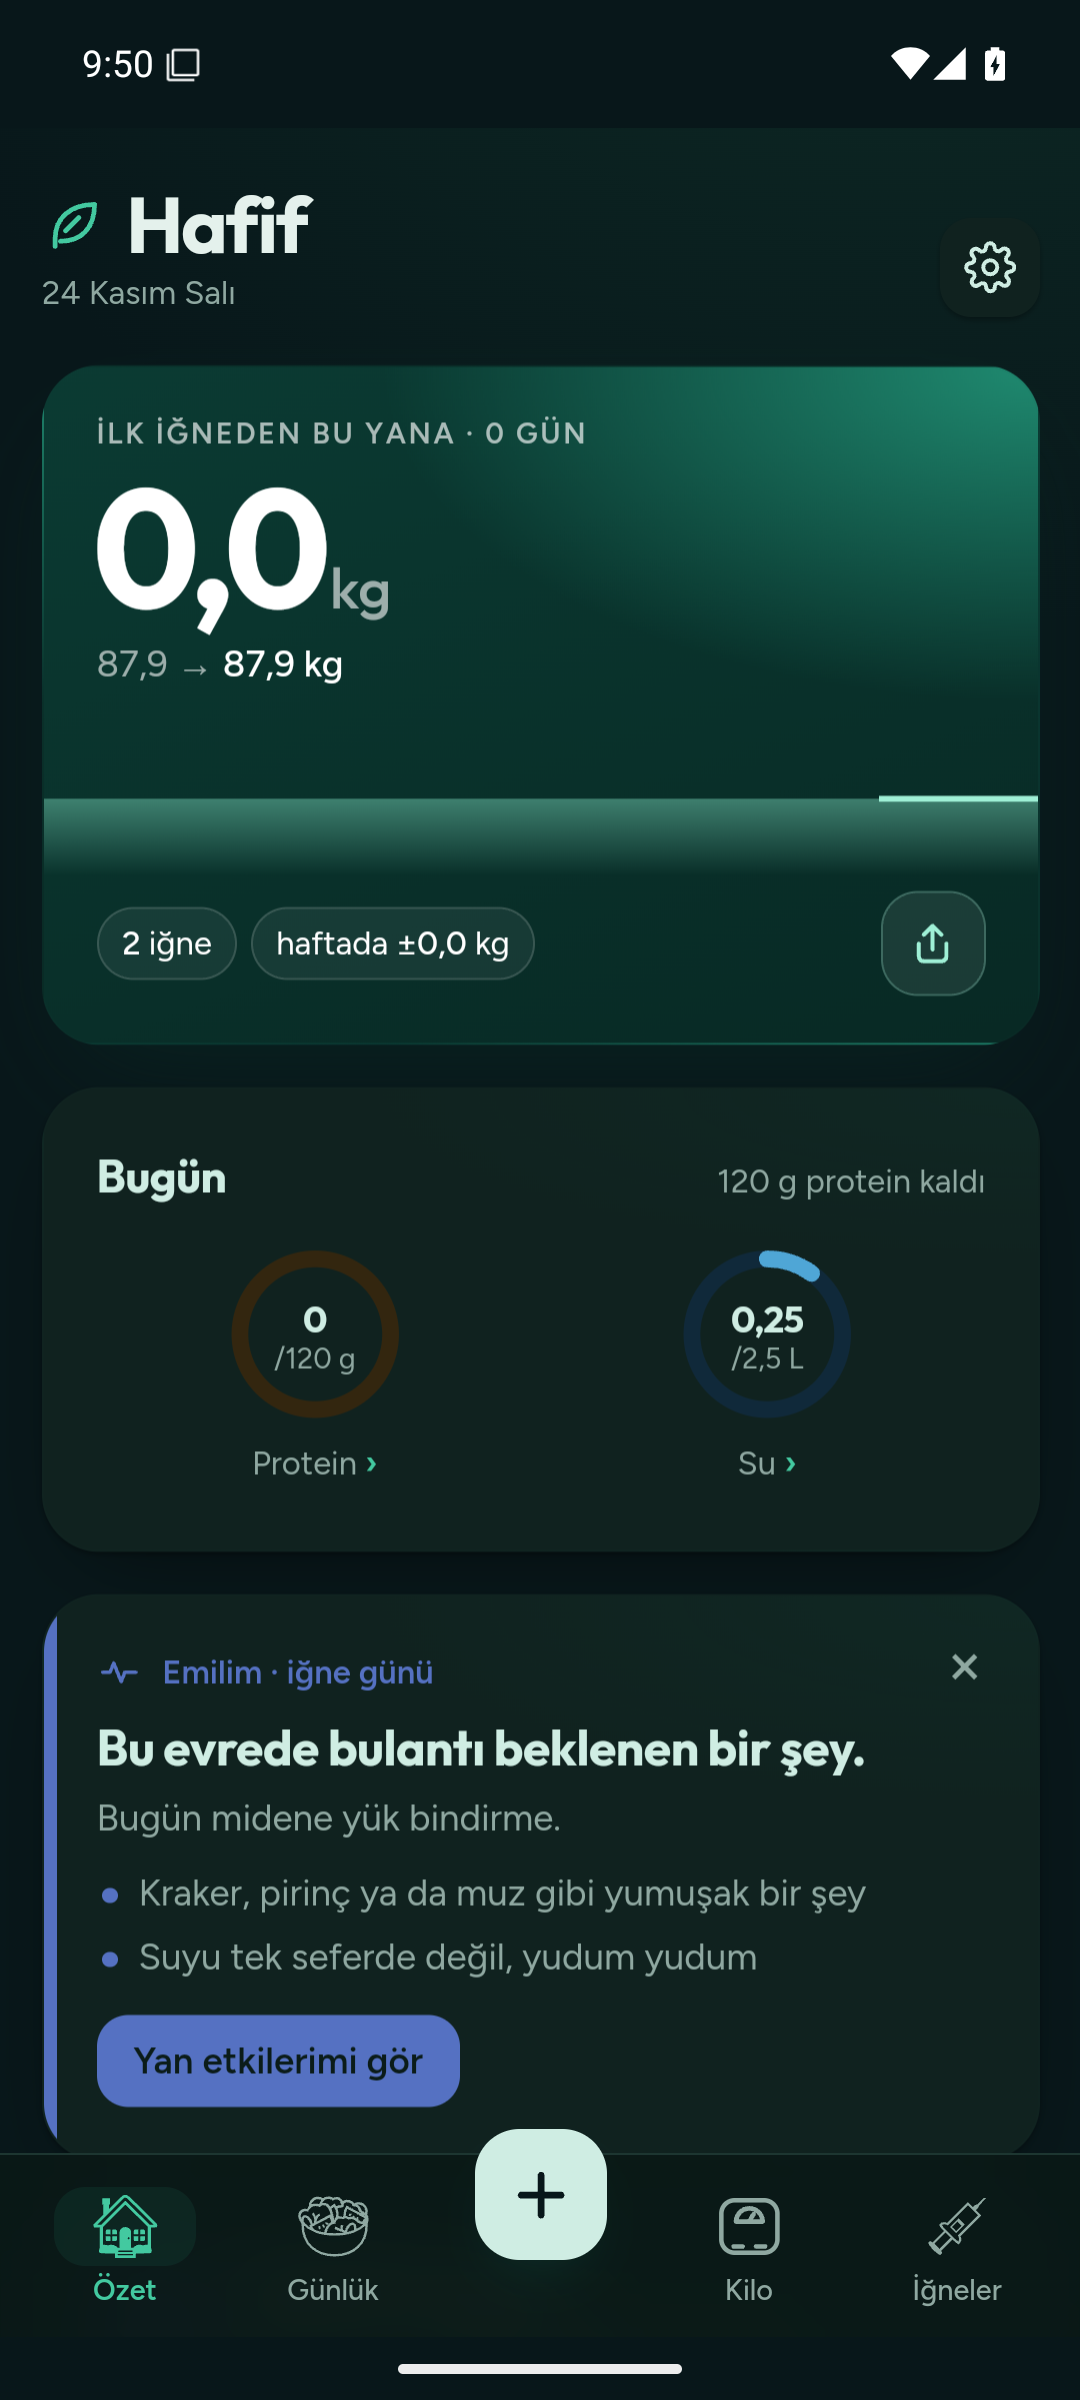 9:50
Hafif
24 Kasım Salı
İLK İĞNEDEN BU YANA · 0 GÜN
0,0 kg
87,9 → 87,9 kg
2 iğne
haftada ±0,0 kg
Bugün
120 g protein kaldı
0
/120 g
Protein ›
0,25
/2,5 L
Su ›
Emilim · iğne günü
Bu evrede bulantı beklenen bir şey.
Bugün midene yük bindirme.
Kraker, pirinç ya da muz gibi yumuşak bir şey
Suyu tek seferde değil, yudum yudum
Yan etkilerimi gör
Özet
Günlük
Kilo
İğneler